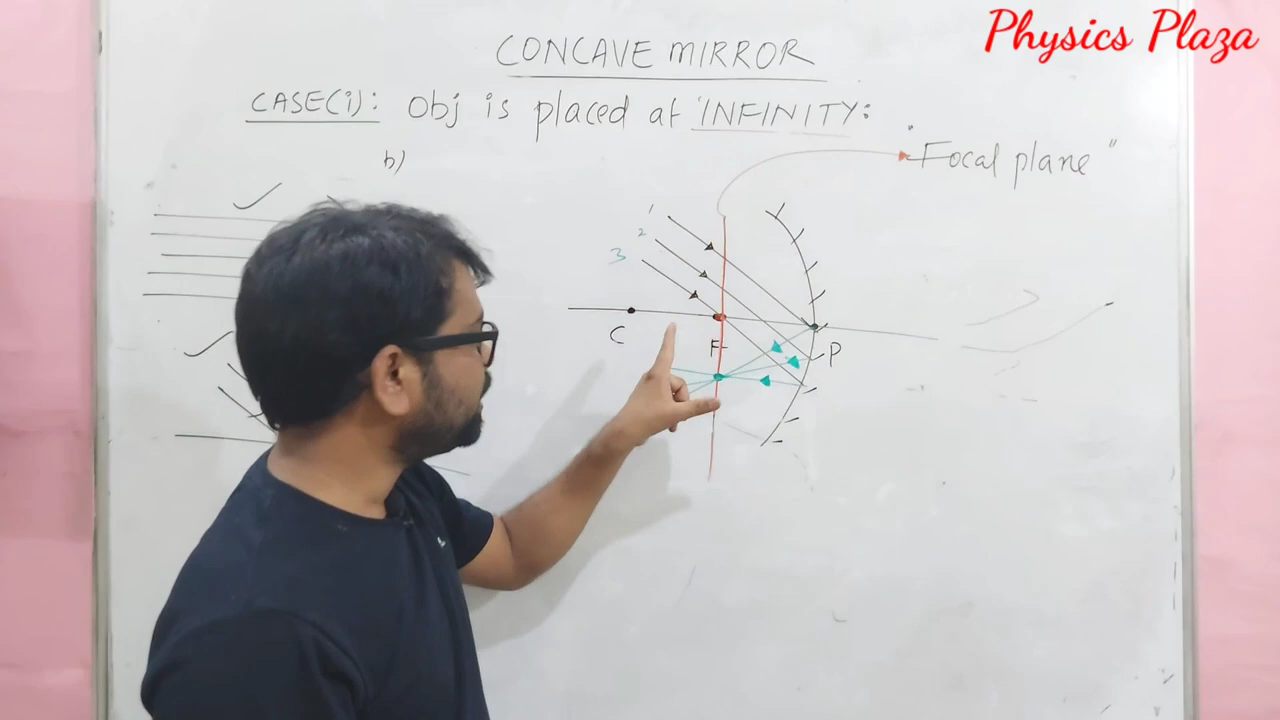 Physics Plaza
CONCAVE MIRROR
CASE(i): Obj is placed at "INFINITY:
b)
"Focal plane"
1
2
3
C
F
P